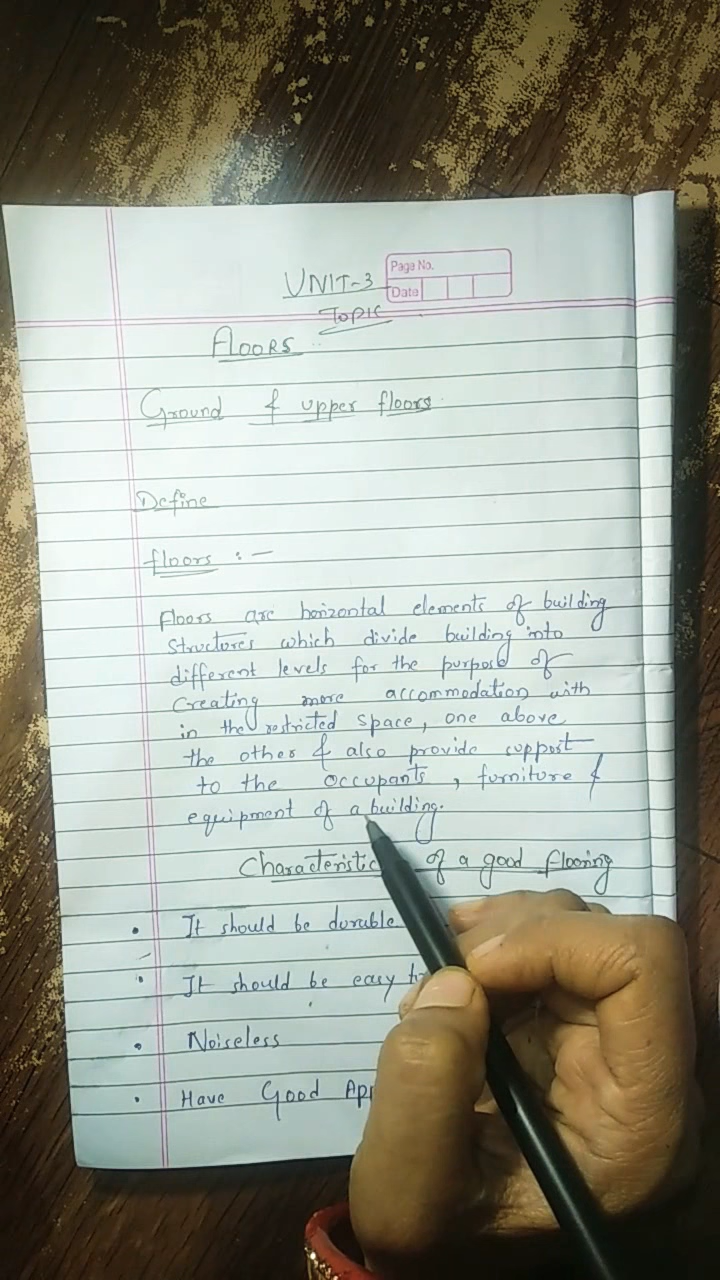 UNIT-3
Page No.
Date
Topic
FLOORS
Ground & upper floors
Define
floors :-
Floors are horizontal elements of building
structures which divide building into
different levels for the purpose of
creating more accommodation with
in the restricted space, one above
the other & also provide support
to the occupants, furniture &
equipment of a building.
Characteristic of a good flooring
• It should be durable
• It should be easy
• Noiseless
• Have Good